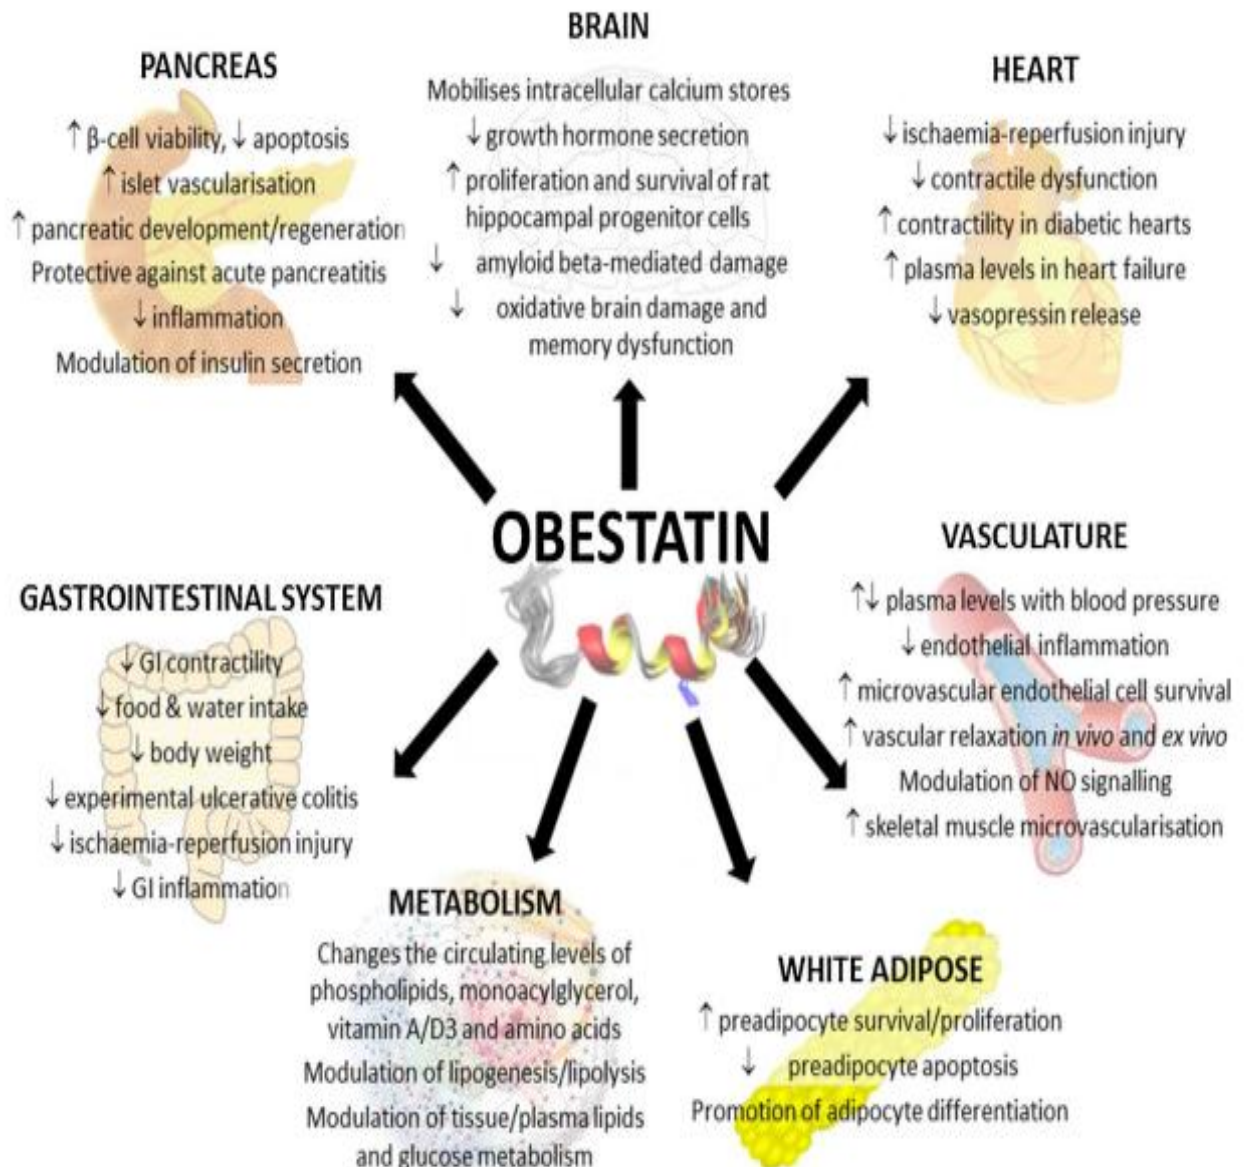 BRAIN
Mobilises intracellular calcium stores
↓ growth hormone secretion
↑ proliferation and survival of rat
hippocampal progenitor cells
↓ amyloid beta-mediated damage
↓ oxidative brain damage and
memory dysfunction
PANCREAS
↑ β-cell viability, ↓ apoptosis
↑ islet vascularisation
↑ pancreatic development/regeneration
Protective against acute pancreatitis
↓ inflammation
Modulation of insulin secretion
HEART
↓ ischaemia-reperfusion injury
↓ contractile dysfunction
↑ contractility in diabetic hearts
↑ plasma levels in heart failure
↓ vasopressin release
OBESTATIN
GASTROINTESTINAL SYSTEM
↓ GI contractility
↓ food & water intake
↓ body weight
↓ experimental ulcerative colitis
↓ ischaemia-reperfusion injury
↓ GI inflammation
VASCULATURE
↑↓ plasma levels with blood pressure
↓ endothelial inflammation
↑ microvascular endothelial cell survival
↑ vascular relaxation in vivo and ex vivo
Modulation of NO signalling
↑ skeletal muscle microvascularisation
METABOLISM
Changes the circulating levels of
phospholipids, monoacylglycerol,
vitamin A/D3 and amino acids
Modulation of lipogenesis/lipolysis
Modulation of tissue/plasma lipids
and glucose metabolism
WHITE ADIPOSE
↑ preadipocyte survival/proliferation
↓ preadipocyte apoptosis
Promotion of adipocyte differentiation